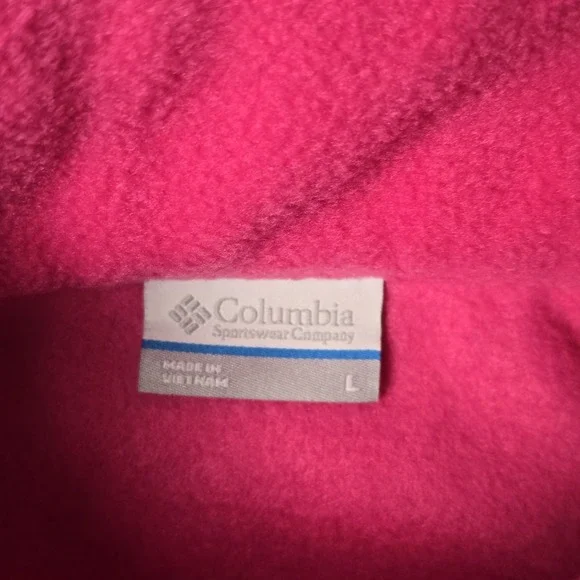 Columbia
Sportswear Company
MADE IN
VIETNAM
L